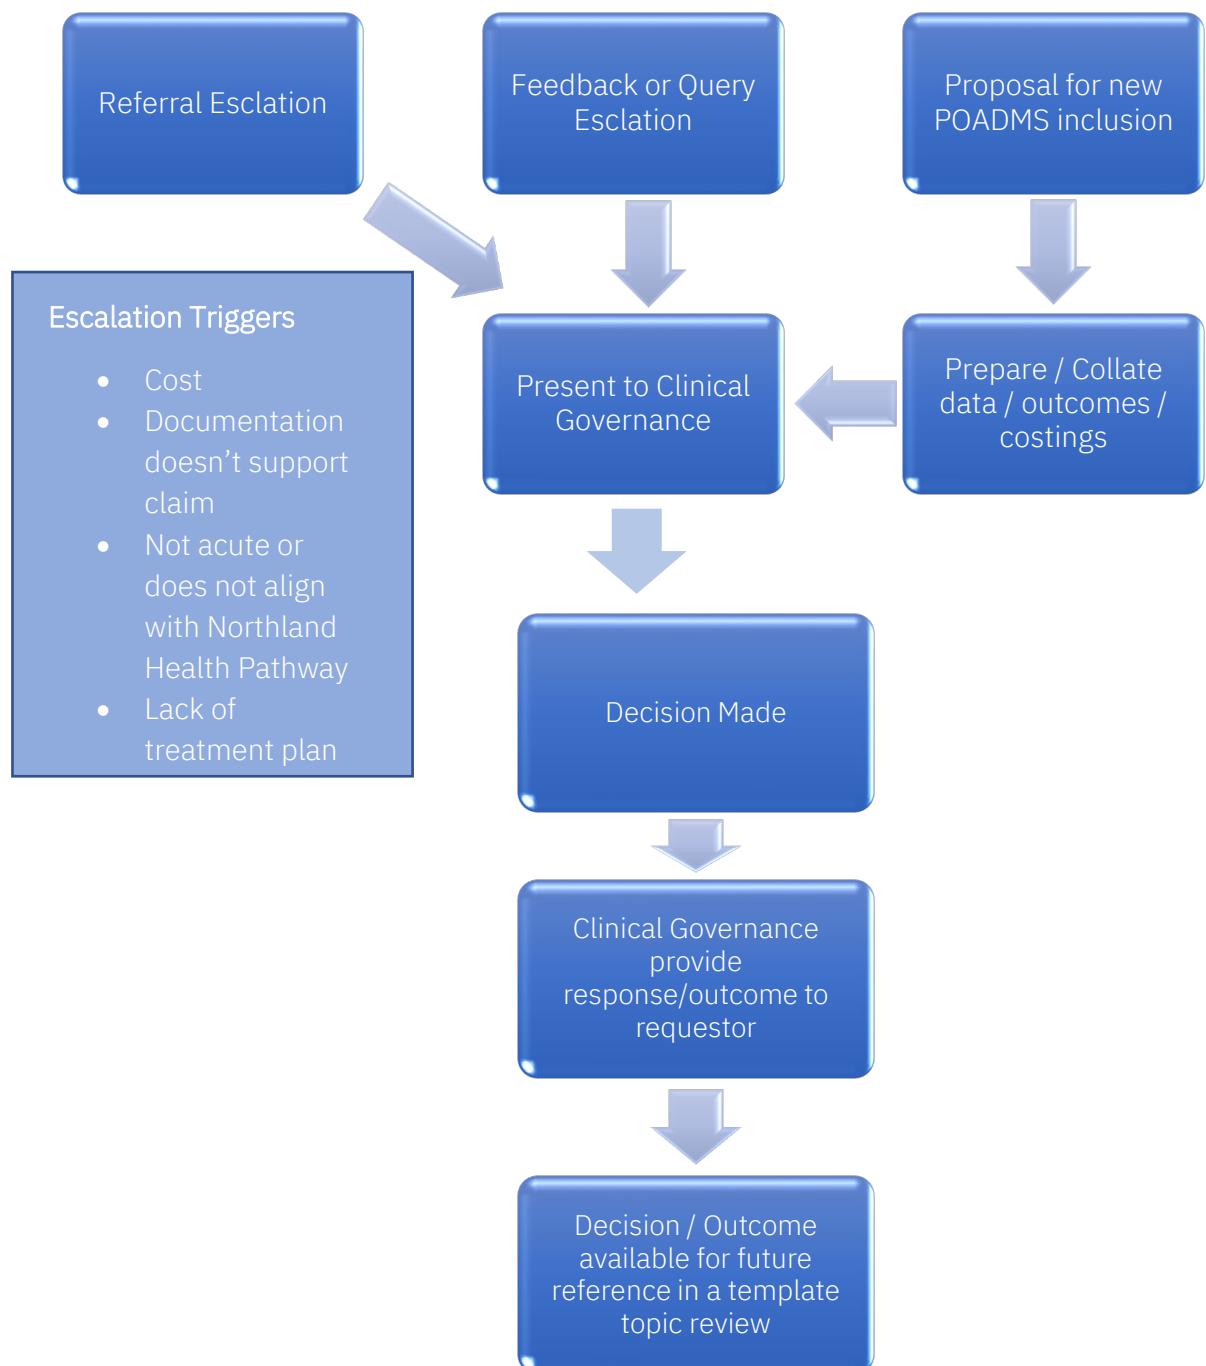 Referral Esclation
Feedback or Query
Esclation
Proposal for new
POADMS inclusion
Escalation Triggers
• Cost
• Documentation
doesn’t support
claim
• Not acute or
does not align
with Northland
Health Pathway
• Lack of
treatment plan
Present to Clinical
Governance
Prepare / Collate
data / outcomes /
costings
Decision Made
Clinical Governance
provide
response/outcome to
requestor
Decision / Outcome
available for future
reference in a template
topic review